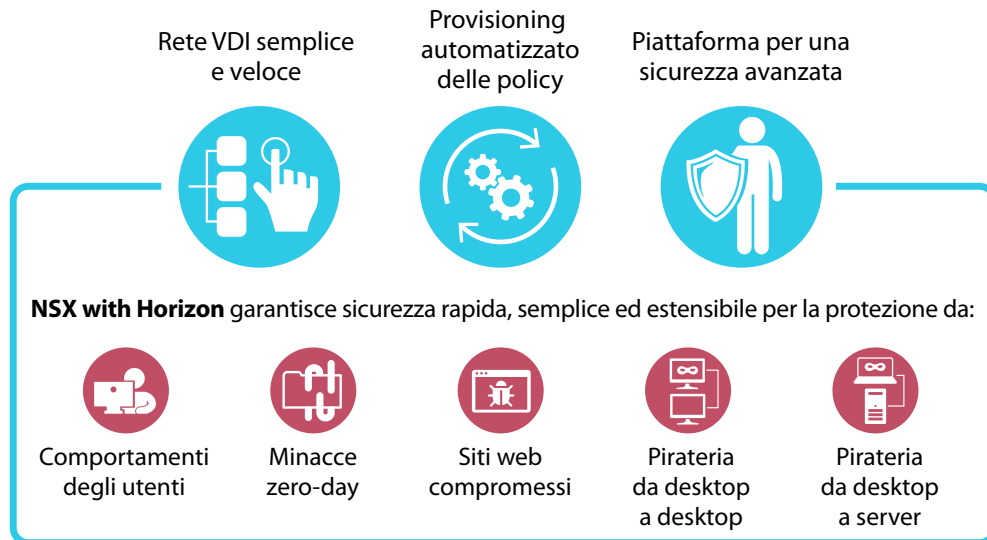 Rete VDI semplice
e veloce
Provisioning
automatizzato
delle policy
Piattaforma per una
sicurezza avanzata
NSX with Horizon garantisce sicurezza rapida, semplice ed estensibile per la protezione da:
Comportamenti
degli utenti
Minacce
zero-day
Siti web
compromessi
Pirateria
da desktop
a desktop
Pirateria
da desktop
a server